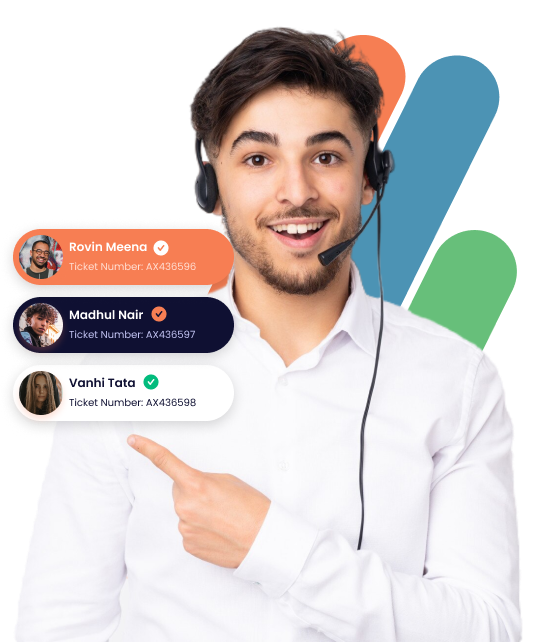 Rovin Meena
Ticket Number: AX436596
Madhul Nair
Ticket Number: AX436597
Vanhi Tata
Ticket Number: AX436598